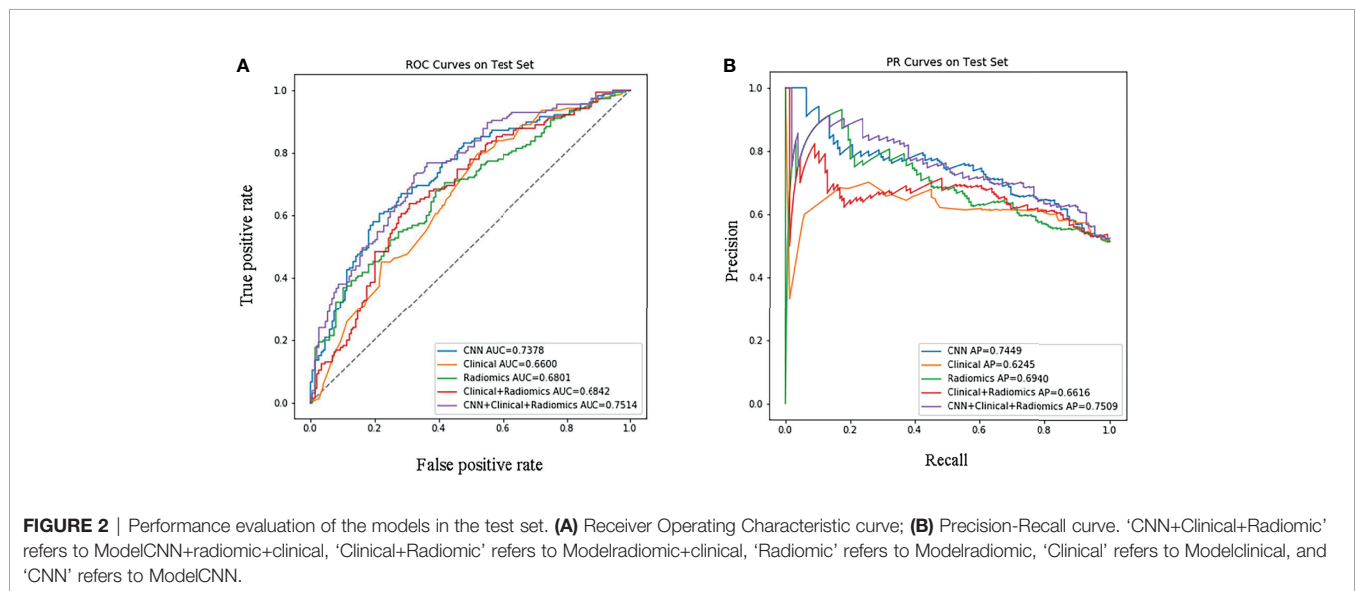 A
ROC Curves on Test Set
1.0
0.8
0.6
0.4
0.2
0.0
True positive rate
CNN AUC=0.7378
Clinical AUC=0.6600
Radiomics AUC=0.6801
Clinical+Radiomics AUC=0.6842
CNN+Clinical+Radiomics AUC=0.7514
0.0 0.2 0.4 0.6 0.8 1.0
False positive rate
B
PR Curves on Test Set
1.0
0.8
0.6
0.4
0.2
0.0
Precision
CNN AP=0.7449
Clinical AP=0.6245
Radiomics AP=0.6940
Clinical+Radiomics AP=0.6616
CNN+Clinical+Radiomics AP=0.7509
0.0 0.2 0.4 0.6 0.8 1.0
Recall
FIGURE 2 | Performance evaluation of the models in the test set. (A) Receiver Operating Characteristic curve; (B) Precision-Recall curve. ‘CNN+Clinical+Radiomic’
refers to ModelCNN+radiomic+clinical, ‘Clinical+Radiomic’ refers to Modelradiomic+clinical, ‘Radiomic’ refers to Modelradiomic, ‘Clinical’ refers to Modelclinical, and
‘CNN’ refers to ModelCNN.